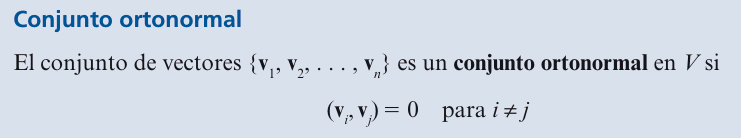 Conjunto ortonormal
El conjunto de vectores {v₁, v₂, . . . , vₙ} es un conjunto ortonormal en V si
(vᵢ, vⱼ) = 0 para i ≠ j